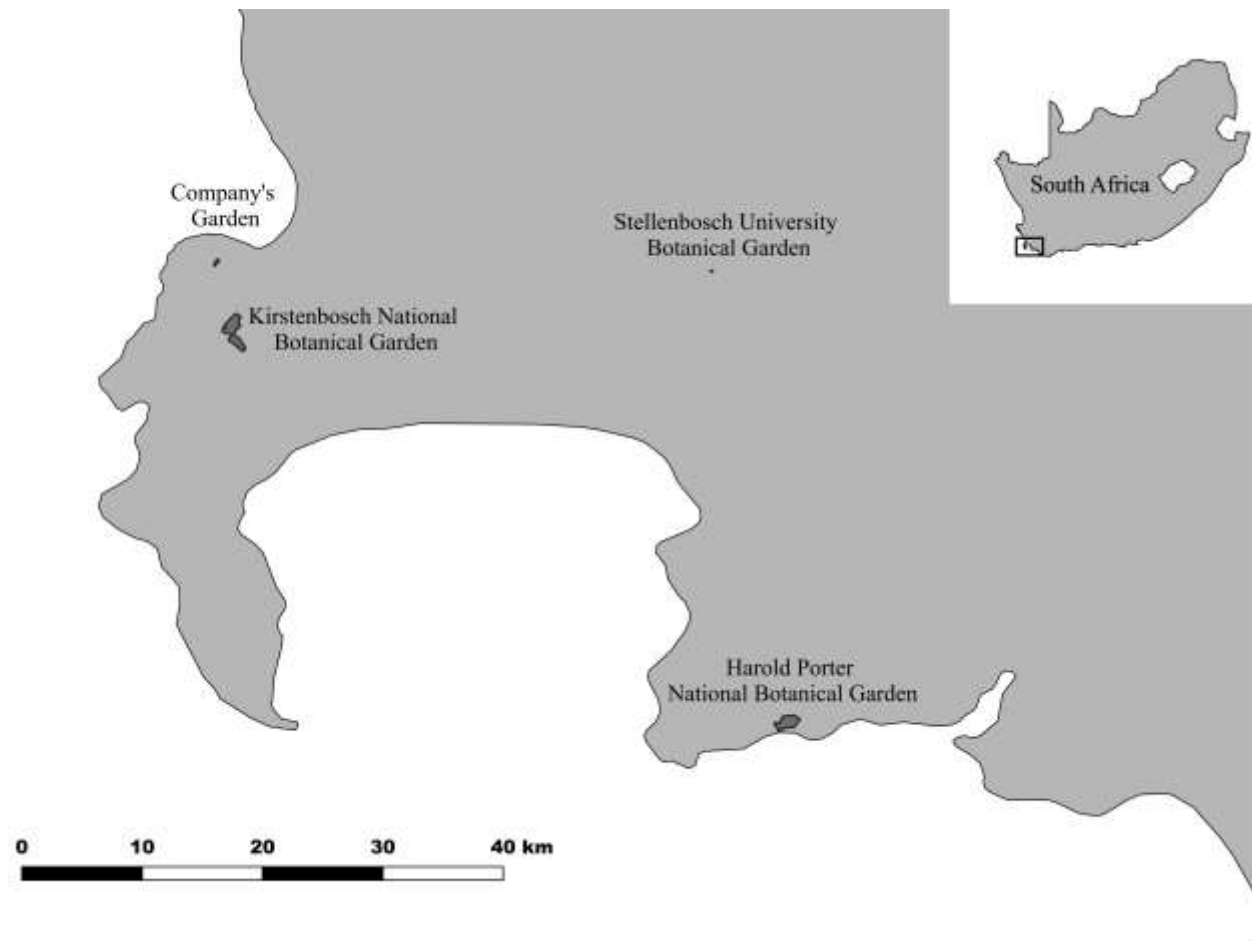 Company's
Garden
Stellenbosch University
Botanical Garden
South Africa
Kirstenbosch National
Botanical Garden
Harold Porter
National Botanical Garden
0 10 20 30 40 km